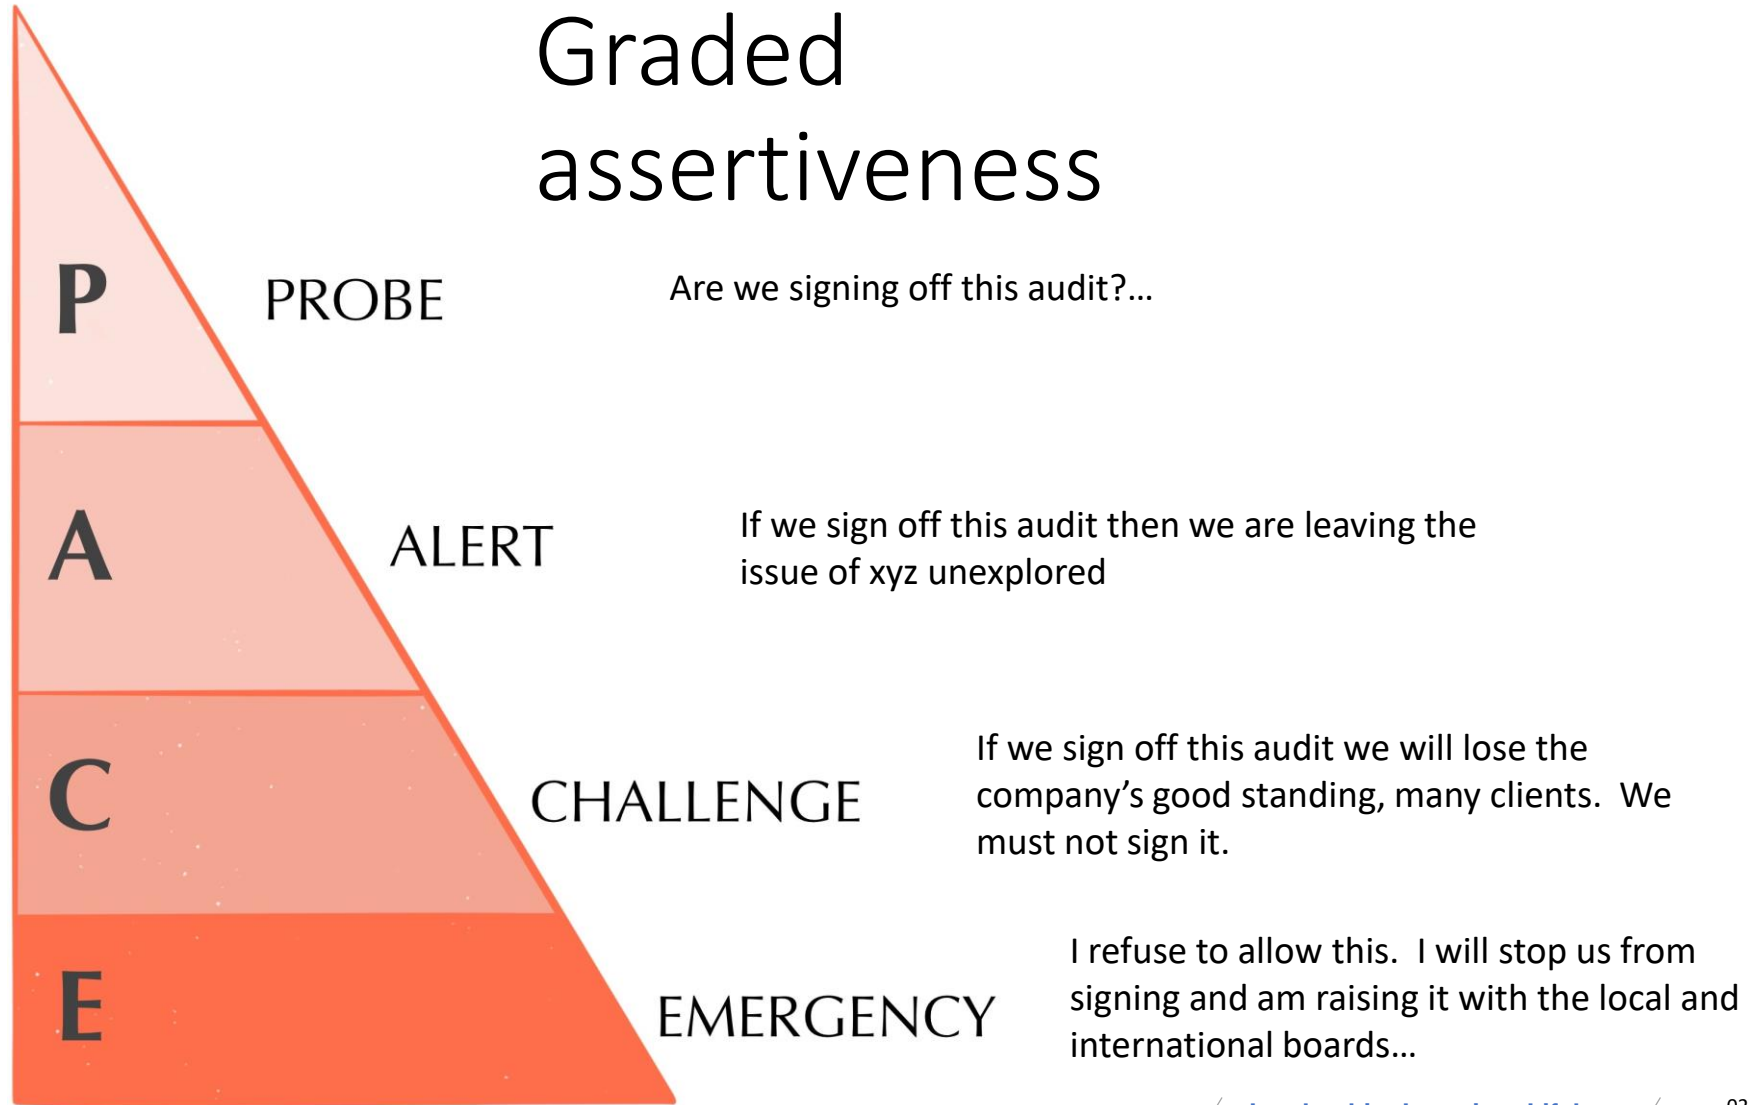 Graded
assertiveness
P
PROBE
Are we signing off this audit?…
A
ALERT
If we sign off this audit then we are leaving the
issue of xyz unexplored
C
CHALLENGE
If we sign off this audit we will lose the
company’s good standing, many clients.  We
must not sign it.
E
EMERGENCY
I refuse to allow this.  I will stop us from
signing and am raising it with the local and
international boards…